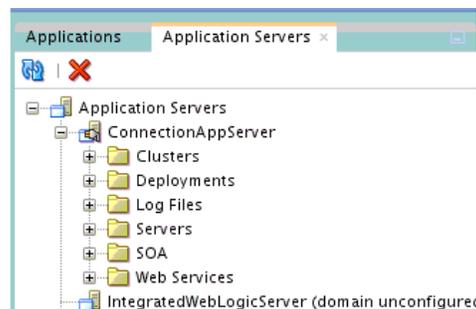 Applications Application Servers
Application Servers
ConnectionAppServer
Clusters
Deployments
Log Files
Servers
SOA
Web Services
IntegratedWebLogicServer (domain unconfigured